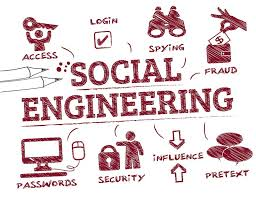 LOGIN
SPYING
ACCESS
FRAUD
SOCIAL
ENGINEERING
PASSWORDS
SECURITY
INFLUENCE
PRETEXT